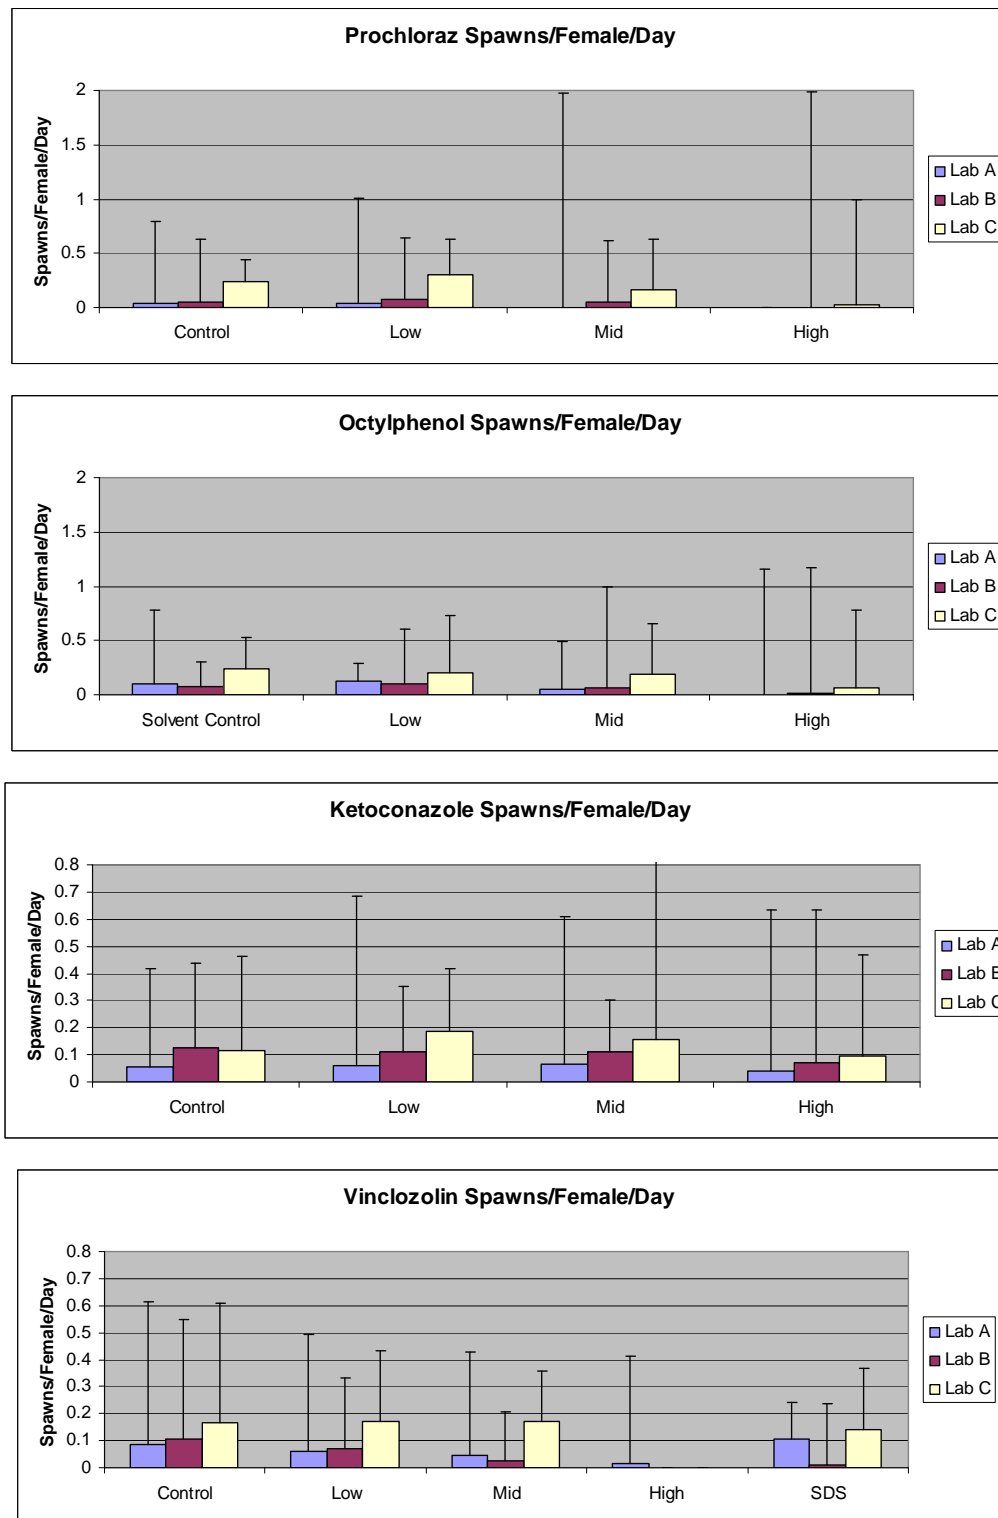 Prochloraz Spawns/Female/Day
Spawns/Female/Day
2
1.5
1
0.5
0
Control Low Mid High
Lab A
Lab B
Lab C
Octylphenol Spawns/Female/Day
Spawns/Female/Day
2
1.5
1
0.5
0
Solvent Control Low Mid High
Lab A
Lab B
Lab C
Ketoconazole Spawns/Female/Day
Spawns/Female/Day
0.8
0.7
0.6
0.5
0.4
0.3
0.2
0.1
0
Control Low Mid High
Lab A
Lab B
Lab C
Vinclozolin Spawns/Female/Day
Spawns/Female/Day
0.8
0.7
0.6
0.5
0.4
0.3
0.2
0.1
0
Control Low Mid High SDS
Lab A
Lab B
Lab C